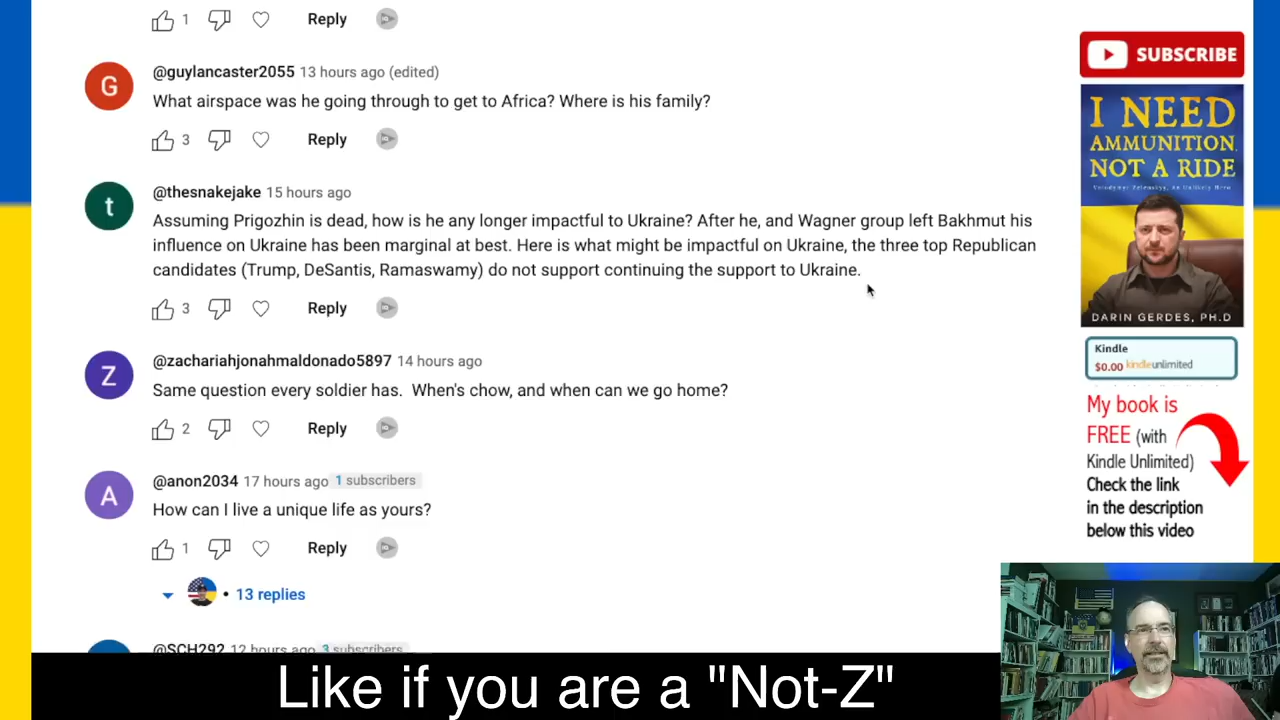 1 Reply
G @guylancaster2055 13 hours ago (edited)
What airspace was he going through to get to Africa? Where is his family?
3 Reply
t @thesnakejake 15 hours ago
Assuming Prigozhin is dead, how is he any longer impactful to Ukraine? After he, and Wagner group left Bakhmut his
influence on Ukraine has been marginal at best. Here is what might be impactful on Ukraine, the three top Republican
candidates (Trump, DeSantis, Ramaswamy) do not support continuing the support to Ukraine.
3 Reply
Z @zachariahjonahmaldonado5897 14 hours ago
Same question every soldier has. When's chow, and when can we go home?
2 Reply
A @anon2034 17 hours ago 1 subscribers
How can I live a unique life as yours?
1 Reply
• 13 replies
@SCH292 12 hours ago 3 subscribers
SUBSCRIBE
I NEED
AMMUNITION,
NOT A RIDE
Volodymyr Zelenskyy, An Unlikely Hero
DARIN GERDES, PH.D
Kindle
$0.00 kindleunlimited
My book is
FREE (with
Kindle Unlimited)
Check the link
in the description
below this video
Like if you are a "Not-Z"